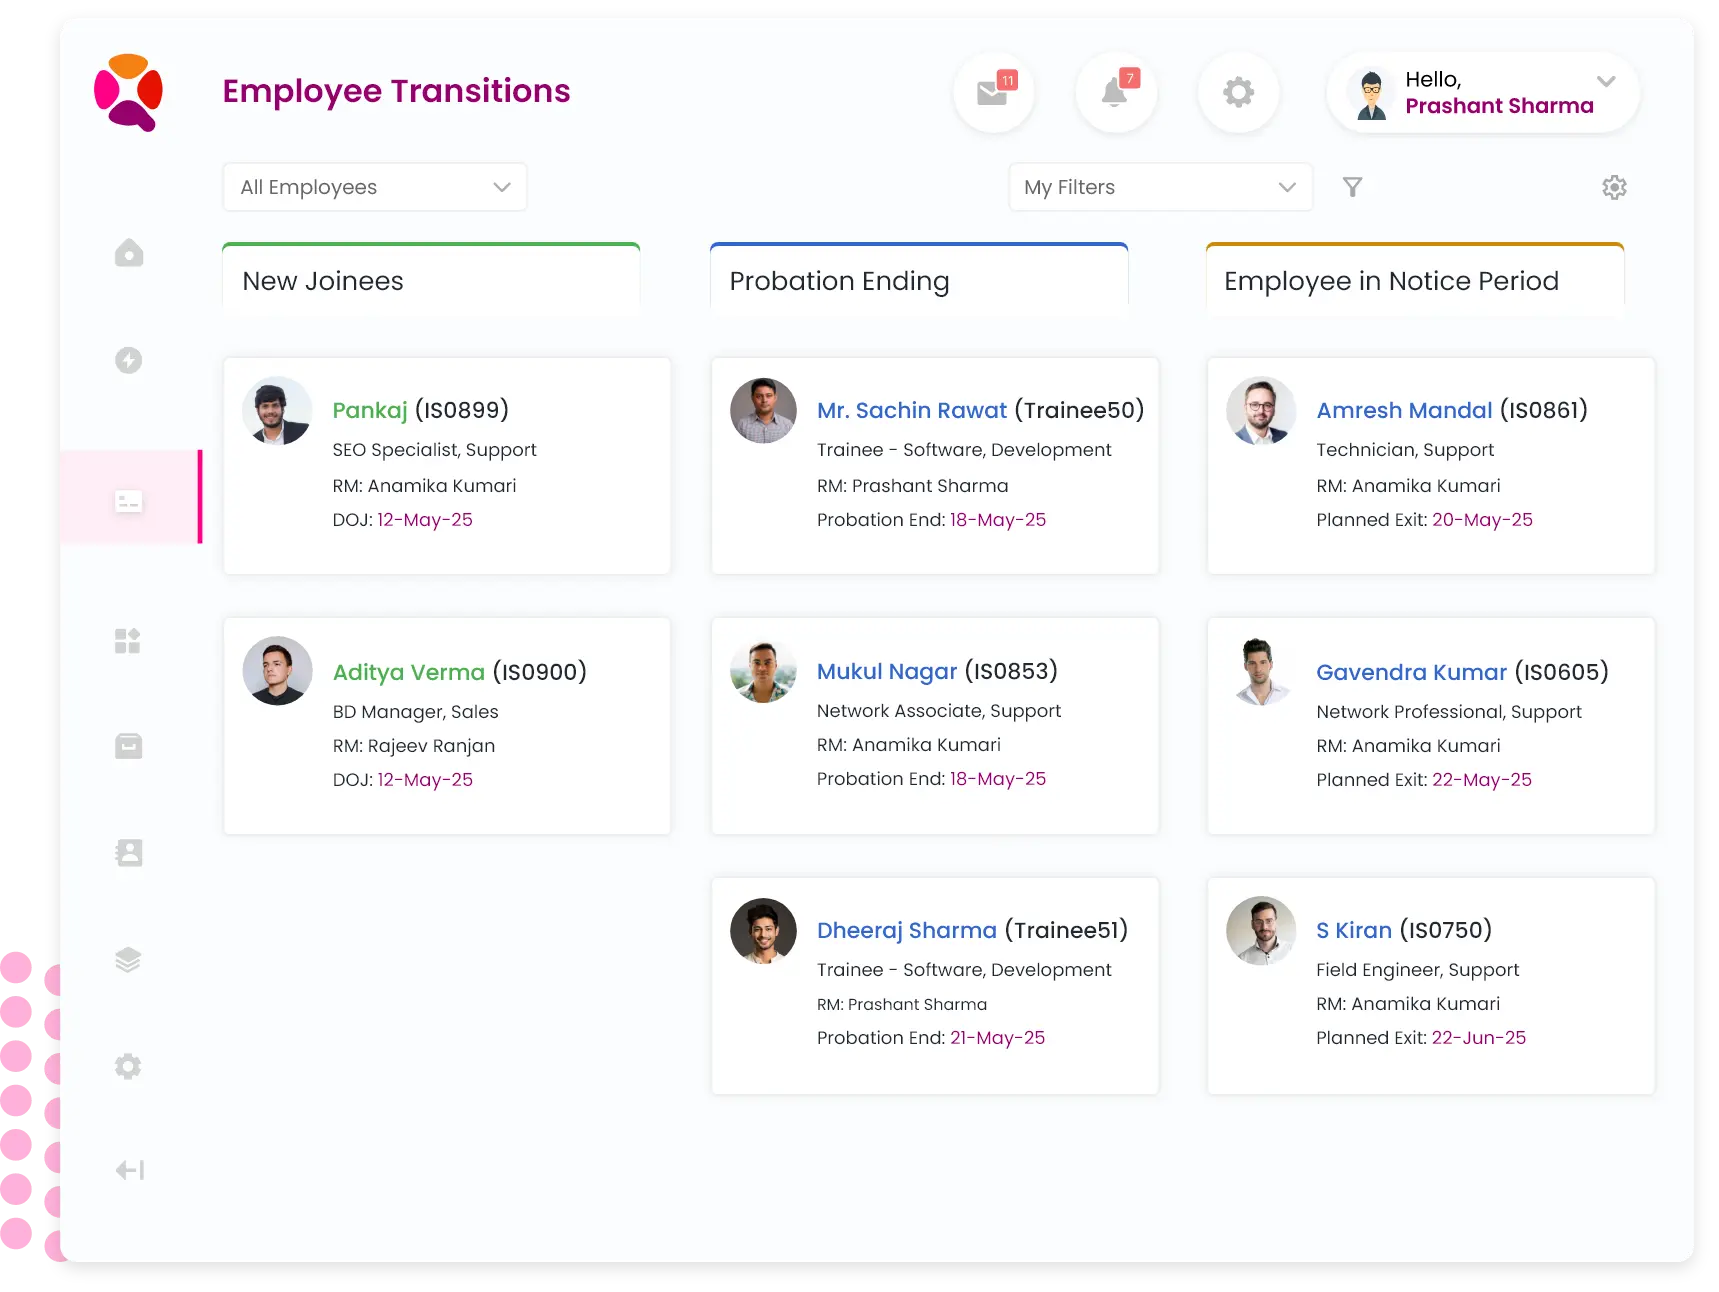 Employee Transitions
11
7
Hello,
Prashant Sharma
All Employees
My Filters
New Joinees
Pankaj (IS0899)
SEO Specialist, Support
RM: Anamika Kumari
DOJ: 12-May-25
Aditya Verma (IS0900)
BD Manager, Sales
RM: Rajeev Ranjan
DOJ: 12-May-25
Probation Ending
Mr. Sachin Rawat (Trainee50)
Trainee - Software, Development
RM: Prashant Sharma
Probation End: 18-May-25
Mukul Nagar (IS0853)
Network Associate, Support
RM: Anamika Kumari
Probation End: 18-May-25
Dheeraj Sharma (Trainee51)
Trainee - Software, Development
RM: Prashant Sharma
Probation End: 21-May-25
Employee in Notice Period
Amresh Mandal (IS0861)
Technician, Support
RM: Anamika Kumari
Planned Exit: 20-May-25
Gavendra Kumar (IS0605)
Network Professional, Support
RM: Anamika Kumari
Planned Exit: 22-May-25
S Kiran (IS0750)
Field Engineer, Support
RM: Anamika Kumari
Planned Exit: 22-Jun-25